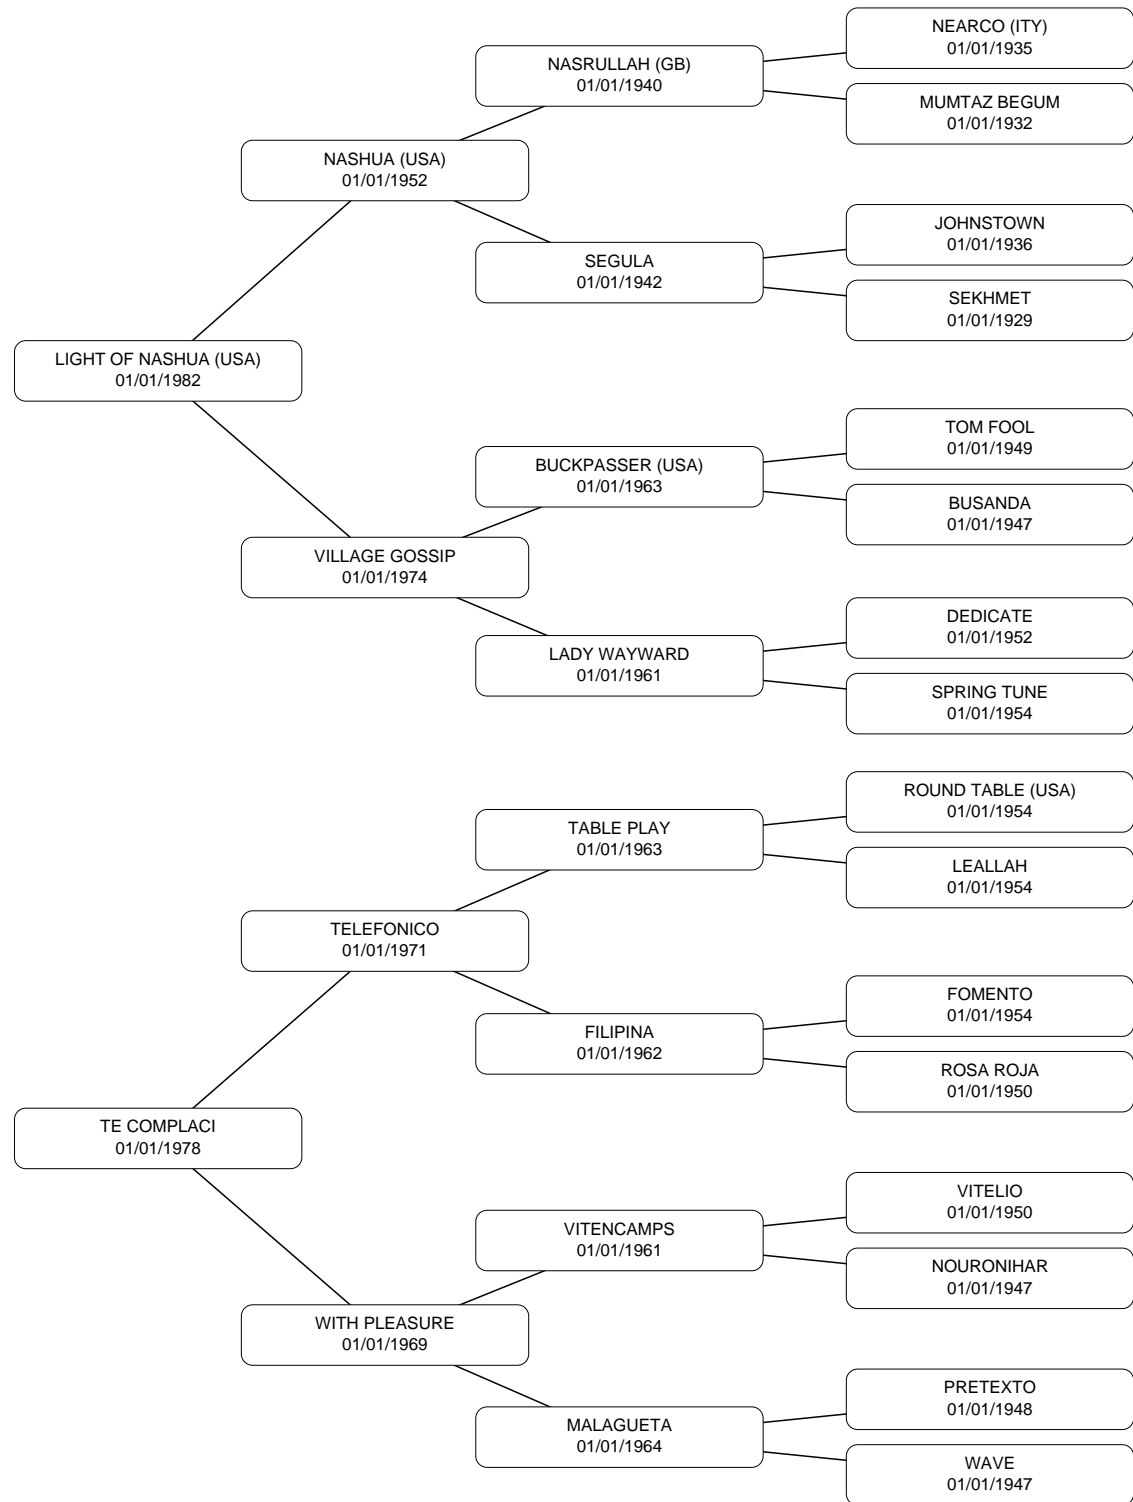 NEARCO (ITY)
01/01/1935
NASRULLAH (GB)
01/01/1940
MUMTAZ BEGUM
01/01/1932
NASHUA (USA)
01/01/1952
JOHNSTOWN
01/01/1936
SEGULA
01/01/1942
SEKHMET
01/01/1929
LIGHT OF NASHUA (USA)
01/01/1982
TOM FOOL
01/01/1949
BUCKPASSER (USA)
01/01/1963
BUSANDA
01/01/1947
VILLAGE GOSSIP
01/01/1974
DEDICATE
01/01/1952
LADY WAYWARD
01/01/1961
SPRING TUNE
01/01/1954
ROUND TABLE (USA)
01/01/1954
TABLE PLAY
01/01/1963
LEALLAH
01/01/1954
TELEFONICO
01/01/1971
FOMENTO
01/01/1954
FILIPINA
01/01/1962
ROSA ROJA
01/01/1950
TE COMPLACI
01/01/1978
VITELIO
01/01/1950
VITENCAMPS
01/01/1961
NOURONIHAR
01/01/1947
WITH PLEASURE
01/01/1969
PRETEXTO
01/01/1948
MALAGUETA
01/01/1964
WAVE
01/01/1947